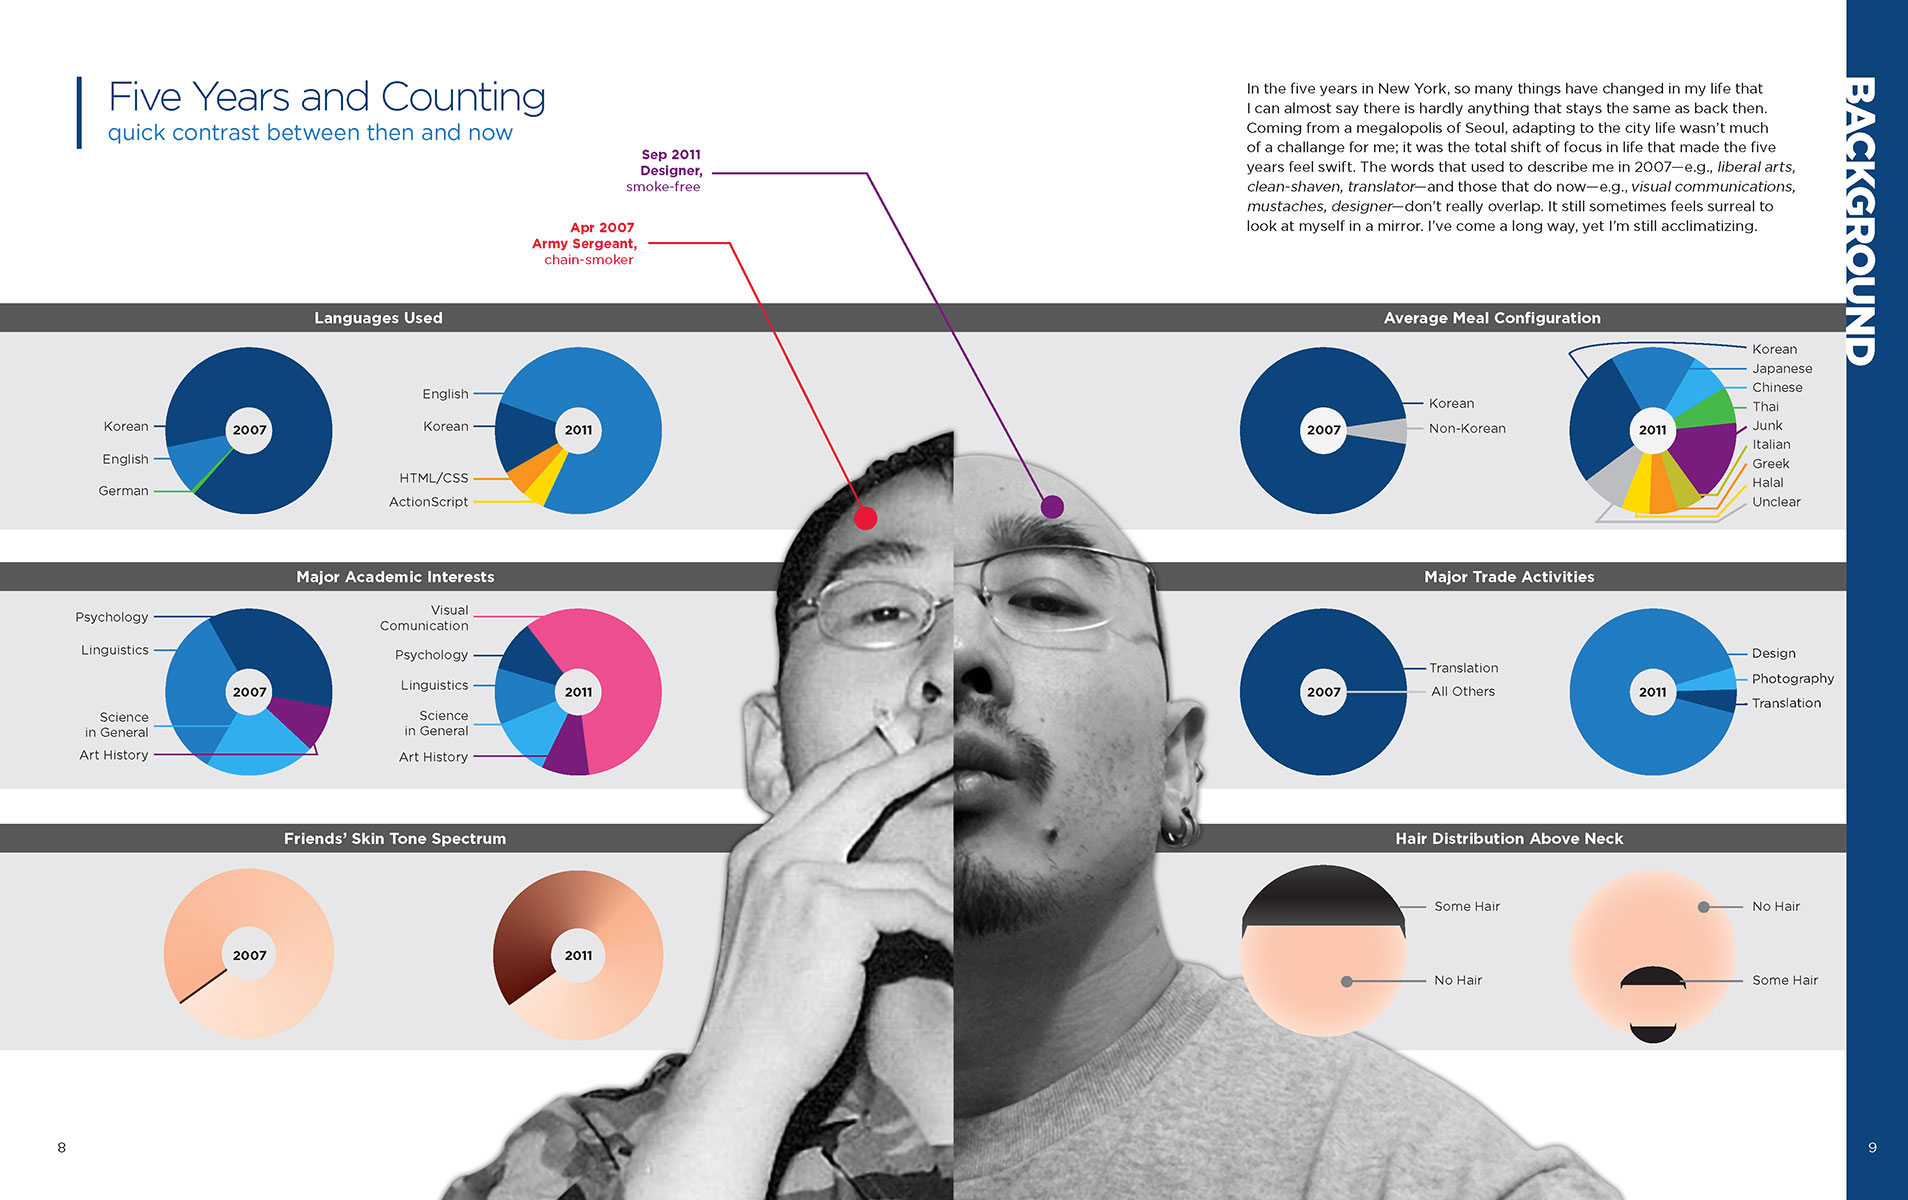 Five Years and Counting
quick contrast between then and now
In the five years in New York, so many things have changed in my life that
I can almost say there is hardly anything that stays the same as back then.
Coming from a megalopolis of Seoul, adapting to the city life wasn't much
of a challange for me; it was the total shift of focus in life that made the five
years feel swift. The words that used to describe me in 2007—e.g., liberal arts,
clean-shaven, translator—and those that do now—e.g., visual communications,
mustaches, designer—don't really overlap. It still sometimes feels surreal to
look at myself in a mirror. I've come a long way, yet I'm still acclimatizing.
BACKGROUND
Sep 2011
Designer,
smoke-free
Apr 2007
Army Sergeant,
chain-smoker
Languages Used
Korean
English
German
2007
English
Korean
HTML/CSS
ActionScript
2011
Average Meal Configuration
2007
Korean
Non-Korean
2011
Korean
Japanese
Chinese
Thai
Junk
Italian
Greek
Halal
Unclear
Major Academic Interests
Psychology
Linguistics
Science
in General
Art History
2007
Visual
Comunication
Psychology
Linguistics
Science
in General
Art History
2011
Major Trade Activities
2007
Translation
All Others
2011
Design
Photography
Translation
Friends' Skin Tone Spectrum
2007
2011
Hair Distribution Above Neck
Some Hair
No Hair
No Hair
Some Hair
8
9